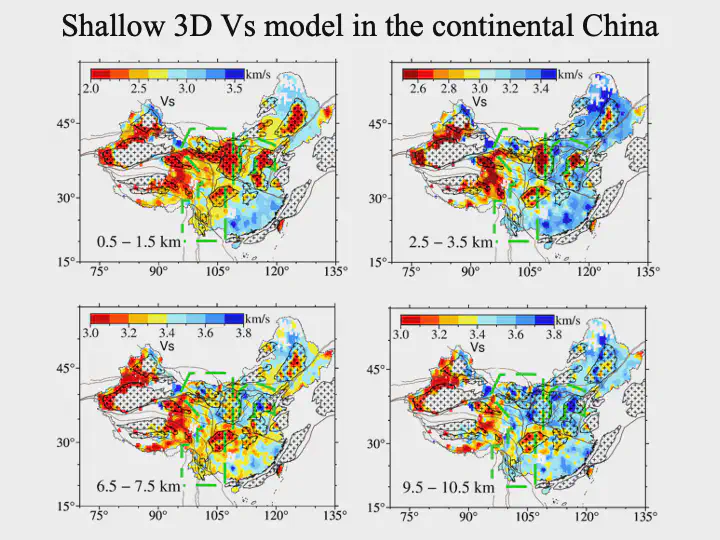 Shallow 3D Vs model in the continental China
km/s
2.0 2.5 3.0 3.5
Vs
45°
30°
15°
0.5 – 1.5 km
75° 90° 105° 120° 135°
km/s
2.6 2.8 3.0 3.2 3.4
Vs
45°
30°
15°
2.5 – 3.5 km
75° 90° 105° 120° 135°
km/s
3.0 3.2 3.4 3.6 3.8
Vs
45°
30°
15°
6.5 – 7.5 km
75° 90° 105° 120° 135°
km/s
3.0 3.2 3.4 3.6 3.8
Vs
45°
30°
15°
9.5 – 10.5 km
75° 90° 105° 120° 135°